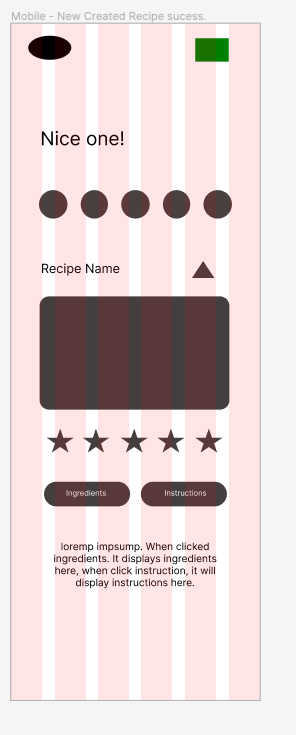 Mobile - New Created Recipe sucess.
Nice one!
Recipe Name
Ingredients
Instructions
loremp impsump. When clicked
ingredients. It displays ingredients
here, when click instruction, it will
display instructions here.